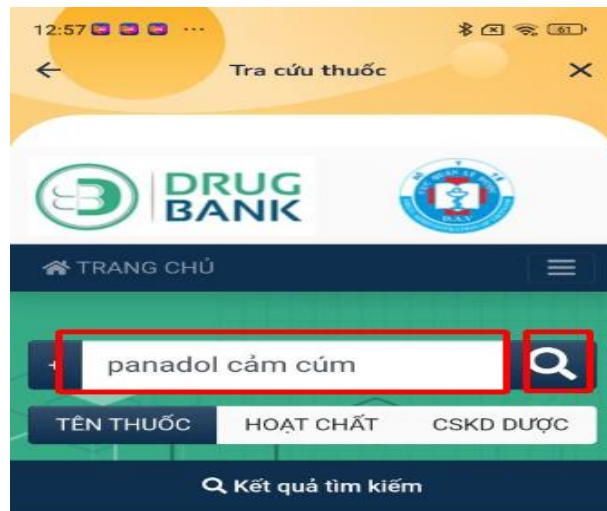 12:57 ... 61
Tra cứu thuốc
DRUG
BANK
TRANG CHỦ
+ panadol cảm cúm
TÊN THUỐC HOẠT CHẤT CSKD DƯỢC
Kết quả tìm kiếm